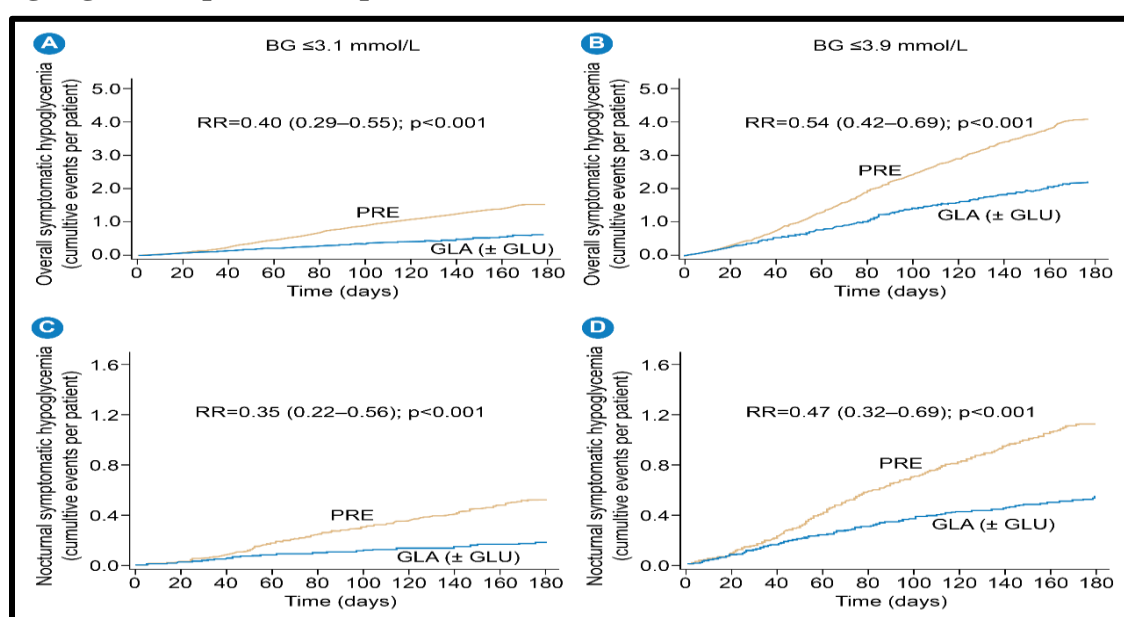 A
BG ≤3.1 mmol/L
Overall symptomatic hypoglycemia
(cumultive events per patient)
5.0
4.0
3.0
2.0
1.0
0.0
RR=0.40 (0.29–0.55); p<0.001
PRE
GLA (± GLU)
0 20 40 60 80 100 120 140 160 180
Time (days)
B
BG ≤3.9 mmol/L
Overall symptomatic hypoglycemia
(cumultive events per patient)
5.0
4.0
3.0
2.0
1.0
0.0
RR=0.54 (0.42–0.69); p<0.001
PRE
GLA (± GLU)
0 20 40 60 80 100 120 140 160 180
Time (days)
C
Nocturnal symptomatic hypoglycemia
(cumultive events per patient)
1.6
1.2
0.8
0.4
0.0
RR=0.35 (0.22–0.56); p<0.001
PRE
GLA (± GLU)
0 20 40 60 80 100 120 140 160 180
Time (days)
D
Nocturnal symptomatic hypoglycemia
(cumultive events per patient)
1.6
1.2
0.8
0.4
0.0
RR=0.47 (0.32–0.69); p<0.001
PRE
GLA (± GLU)
0 20 40 60 80 100 120 140 160 180
Time (days)